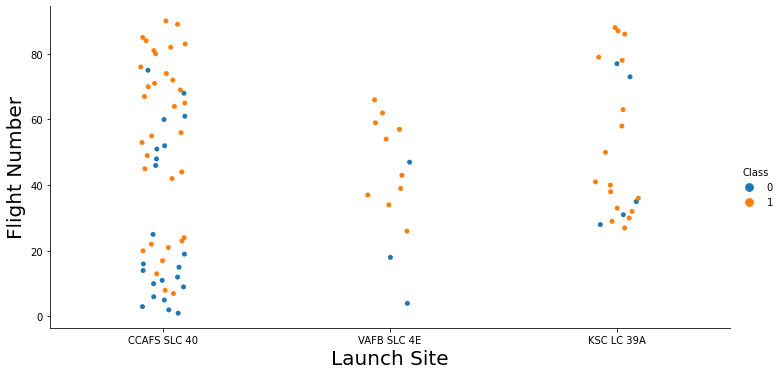 Flight Number
80
60
40
20
0
CCAFS SLC 40
VAFB SLC 4E
KSC LC 39A
Launch Site
Class
0
1